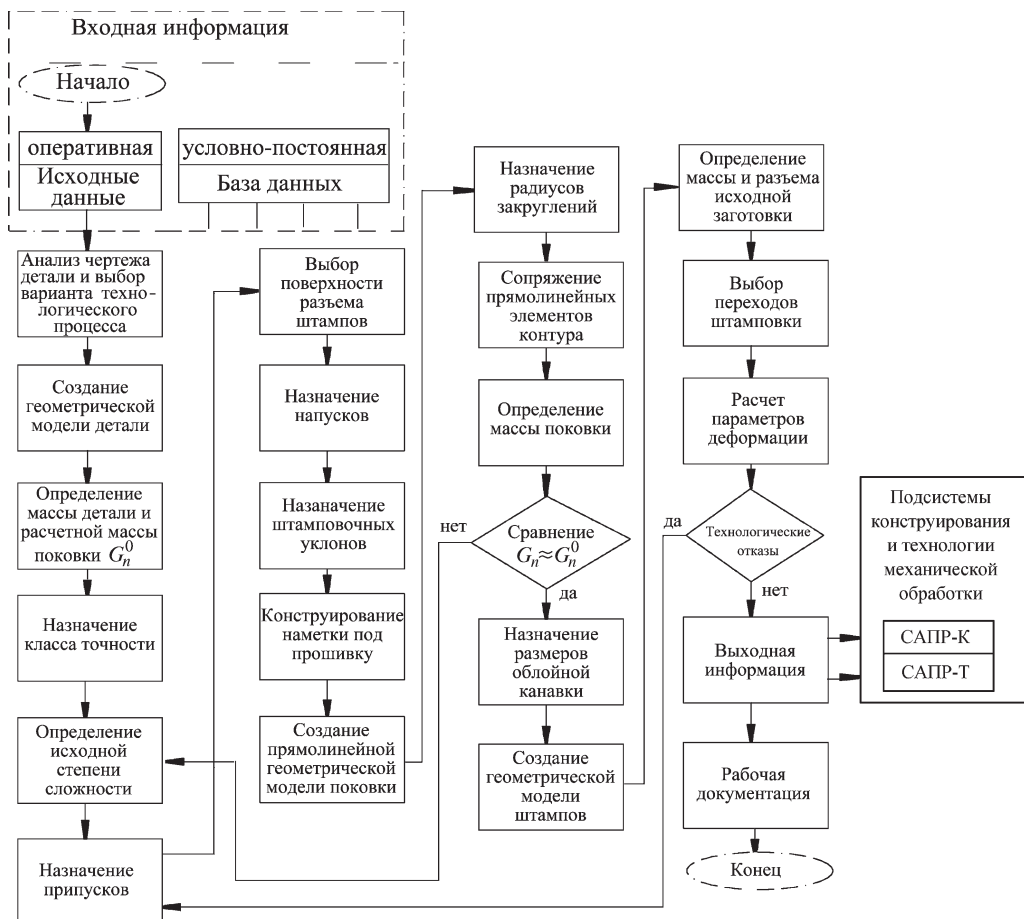 Входная информация
Начало
оперативная
Исходные
данные
условно-постоянная
База данных
Анализ чертежа
детали и выбор
варианта техно-
логического
процесса
Создание
геометрической
модели детали
Определение
массы детали и
расчетной массы
поковки G_n^0
Назначение
класса точности
Определение
исходной
степени
сложности
Назначение
припусков
Выбор
поверхности
разъема
штампов
Назначение
напусков
Назаначение
штамповочных
уклонов
Конструирование
наметки под
прошивку
Создание
прямолинейной
геометрической
модели поковки
Назначение
радиусов
закруглений
Сопряжение
прямолинейных
элементов
контура
Определение
массы поковки
нет
Сравнение
G_n≈G_n^0
да
Назначение
размеров
облойной
канавки
Создание
геометрической
модели
штампов
Определение
массы и разъема
исходной
заготовки
Выбор
переходов
штамповки
Расчет
параметров
деформации
да
Технологические
отказы
нет
Выходная
информация
Рабочая
документация
Конец
Подсистемы
конструирования
и технологии
механической
обработки
САПР-К
САПР-Т